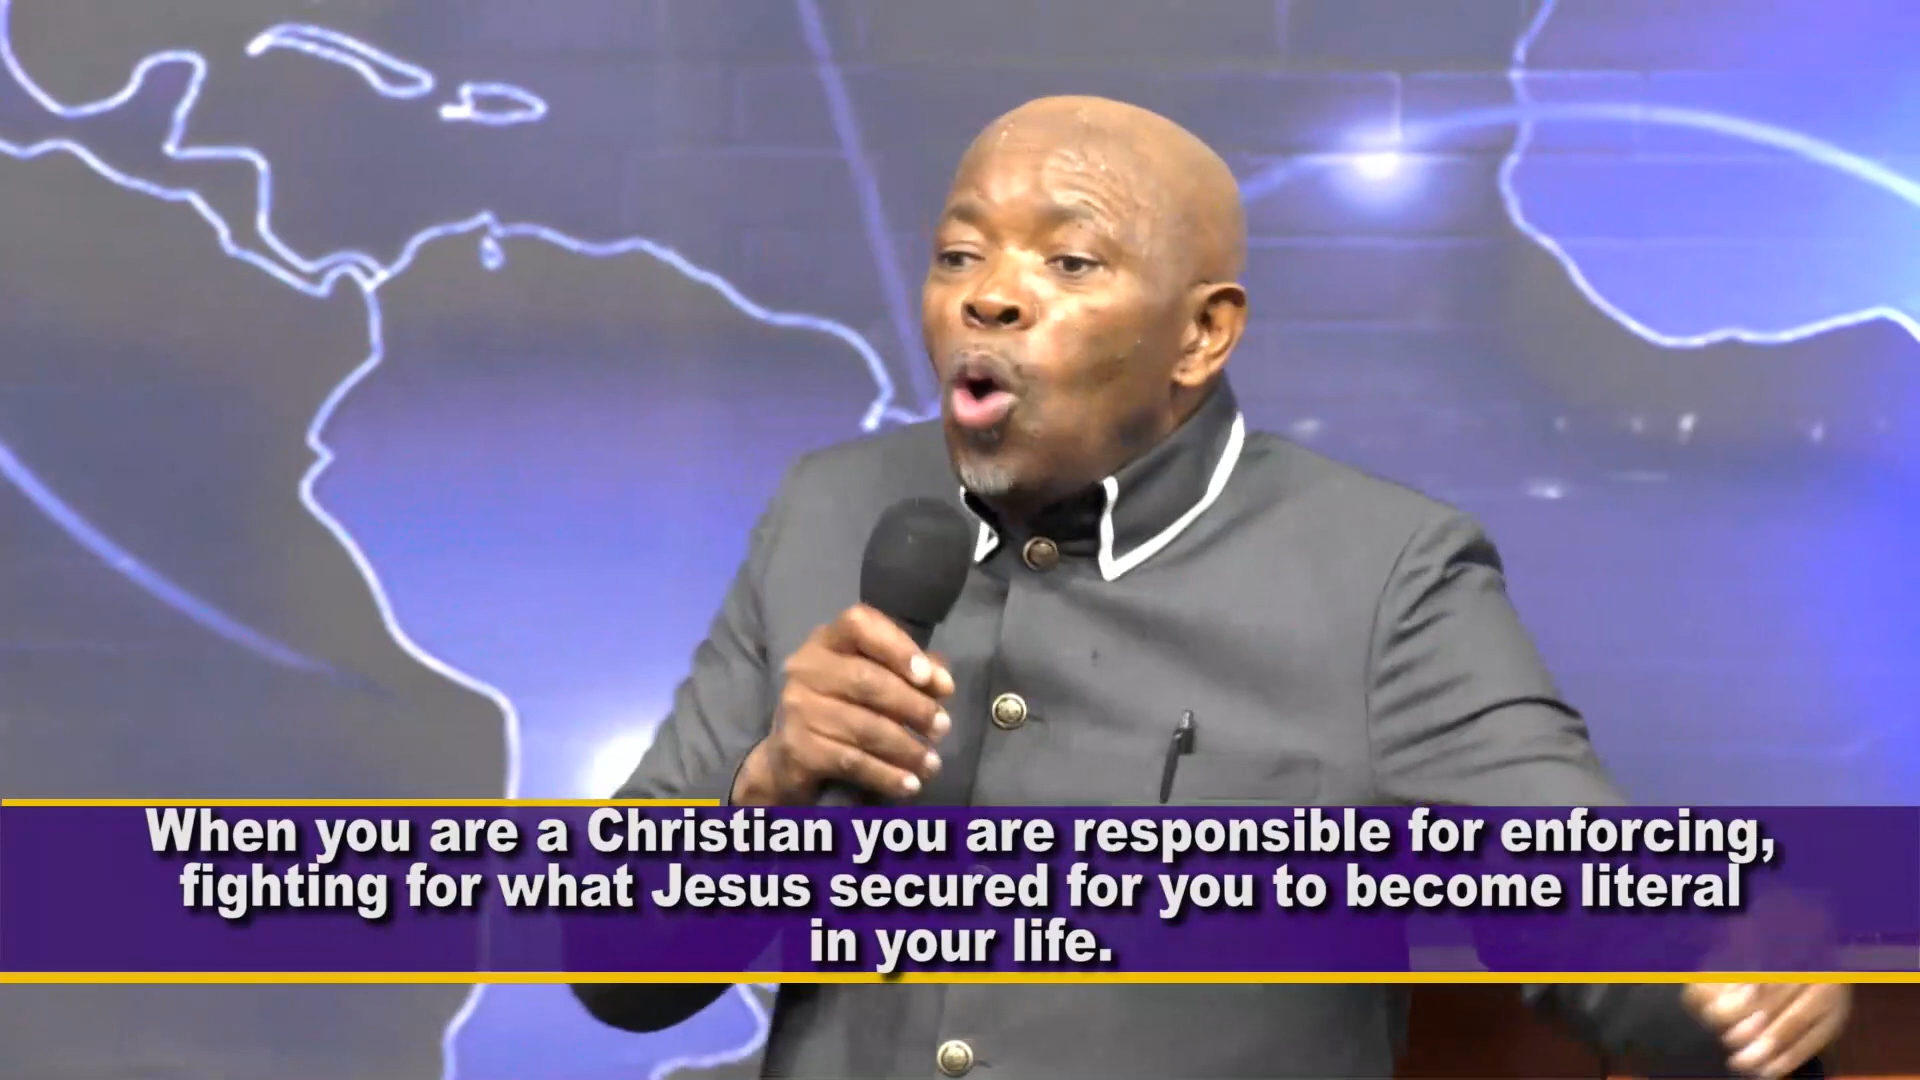 When you are a Christian you are responsible for enforcing,
fighting for what Jesus secured for you to become literal
in your life.